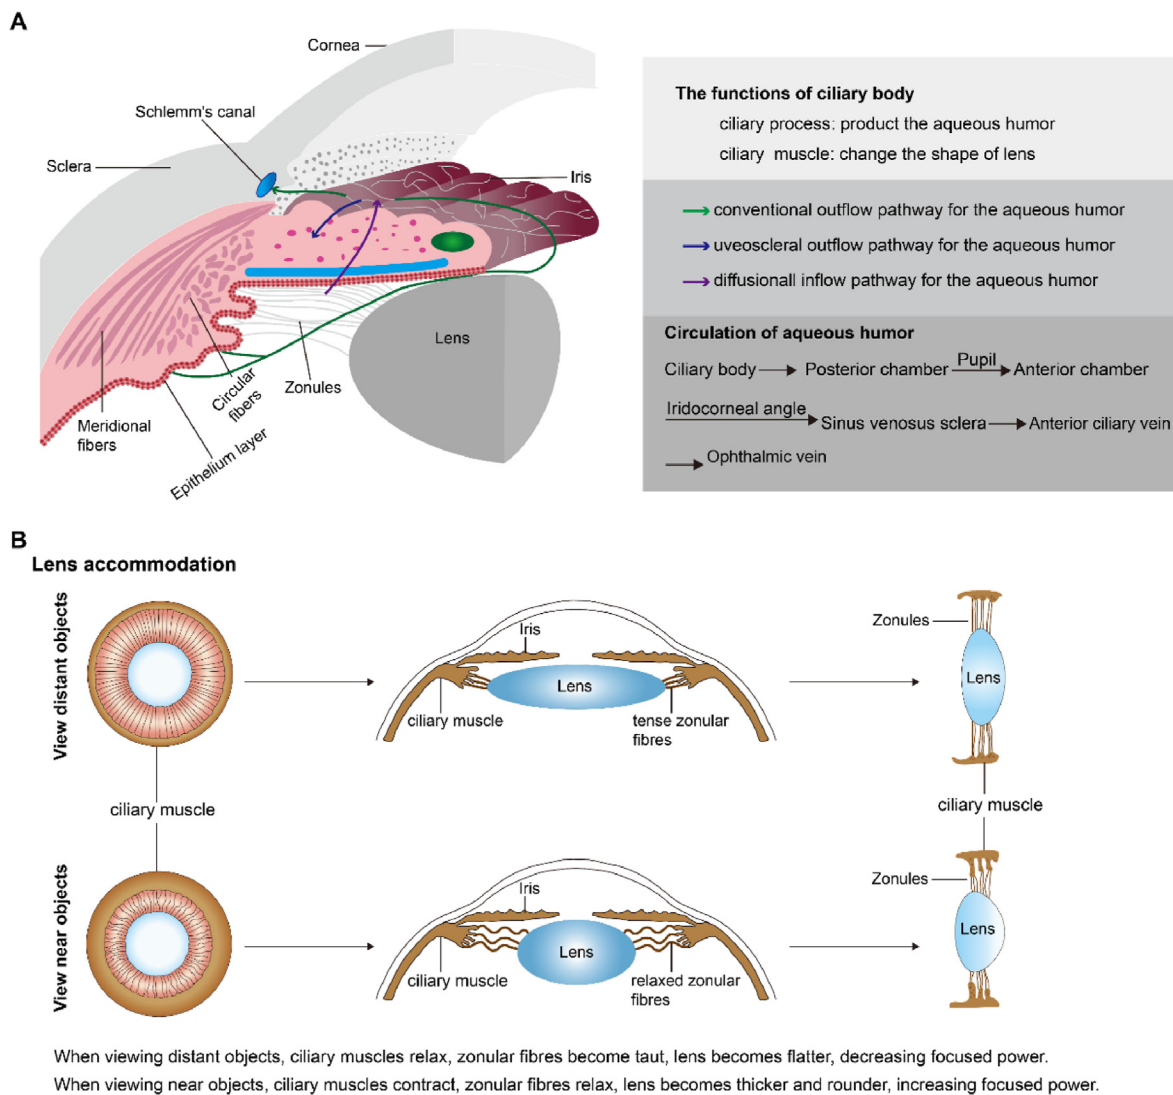 A
Cornea
Schlemm's canal
Sclera
Iris
Lens
Zonules
Circular
fibers
Meridional
fibers
Epithelium layer
The functions of ciliary body
ciliary process: product the aqueous humor
ciliary muscle: change the shape of lens
conventional outflow pathway for the aqueous humor
uveoscleral outflow pathway for the aqueous humor
diffusionall inflow pathway for the aqueous humor
Circulation of aqueous humor
Ciliary body → Posterior chamber Pupil → Anterior chamber
Iridocorneal angle → Sinus venosus sclera → Anterior ciliary vein
→ Ophthalmic vein
B
Lens accommodation
View distant objects
Iris
Lens
ciliary muscle
tense zonular
fibres
Zonules
Lens
ciliary muscle
ciliary muscle
View near objects
Iris
Lens
ciliary muscle
relaxed zonular
fibres
Zonules
Lens
When viewing distant objects, ciliary muscles relax, zonular fibres become taut, lens becomes flatter, decreasing focused power.
When viewing near objects, ciliary muscles contract, zonular fibres relax, lens becomes thicker and rounder, increasing focused power.